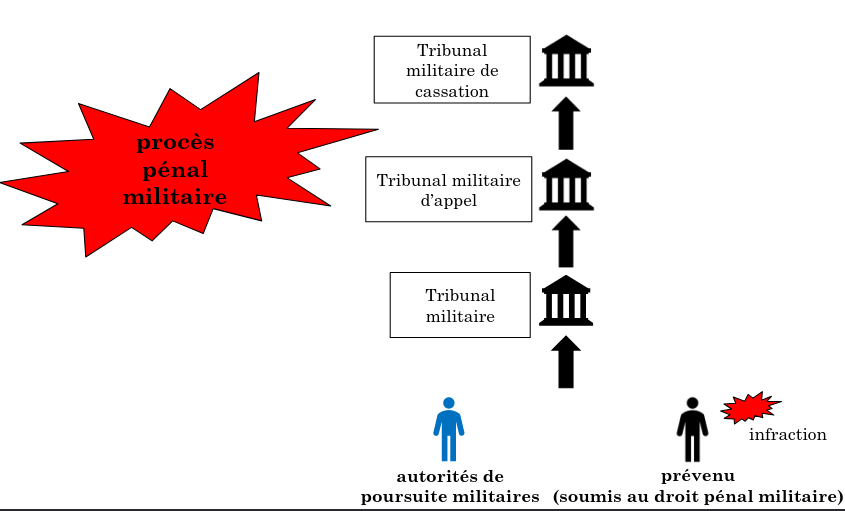 Tribunal
militaire de
cassation
procès
pénal
militaire
Tribunal militaire
d’appel
Tribunal
militaire
infraction
autorités de
poursuite militaires
prévenu
(soumis au droit pénal militaire)